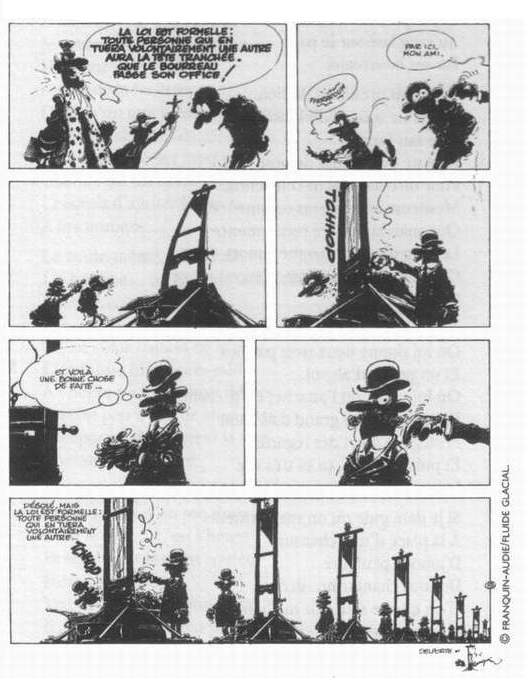 LA LOI EST FORMELLE:
TOUTE PERSONNE QUI EN
TUERA VOLONTAIREMENT UNE AUTRE
AURA LA TÊTE TRANCHÉE.
QUE LE BOURREAU
FASSE SON OFFICE!
PAR ICI,
MON AMI.
TCHHOP
ET VOILÀ
UNE BONNE CHOSE
DE FAITE...
DÉSOLÉ, MAIS
LA LOI EST FORMELLE:
TOUTE PERSONNE
QUI EN TUERA
VOLONTAIREMENT
UNE AUTRE...
TCHHOP
DELPORTE
© FRANQUIN-AUDIE/FLUIDE GLACIAL.